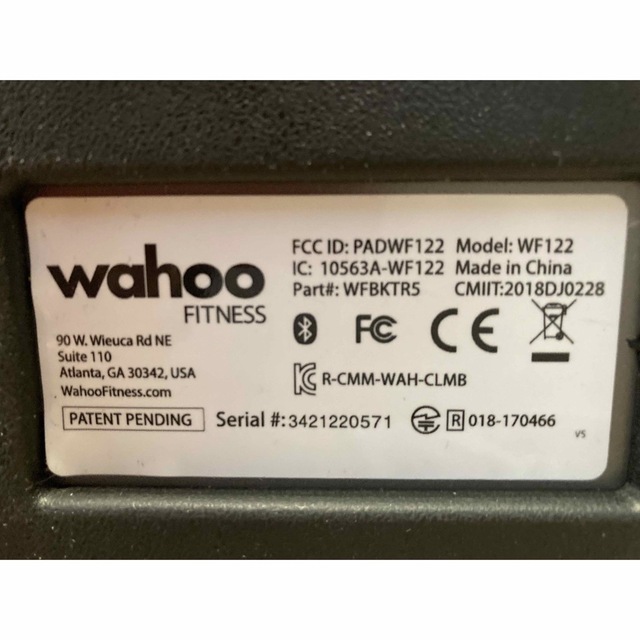 wahoo
FITNESS
90 W. Wieuca Rd NE
Suite 110
Atlanta, GA 30342, USA
WahooFitness.com
PATENT PENDING
FCC ID: PADWF122 Model: WF122
IC: 10563A-WF122 Made in China
Part#: WFBKTR5 CMIIT:2018DJ0228
FC CE
R-CMM-WAH-CLMB
Serial #:3421220571
R 018-170466
V5